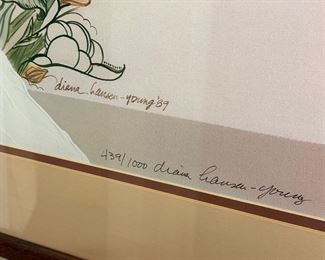 diana hansen-young '89
439/1000 diana hansen-young